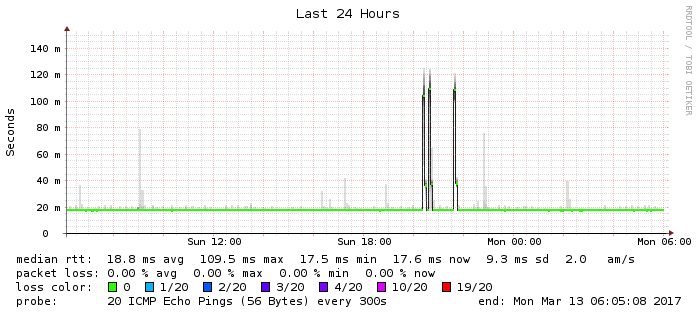 Last 24 Hours
RRDTOOL / TOBI OETIKER
Seconds
140 m
120 m
100 m
80 m
60 m
40 m
20 m
0
Sun 12:00 Sun 18:00 Mon 00:00 Mon 06:00
median rtt: 18.8 ms avg 109.5 ms max 17.5 ms min 17.6 ms now 9.3 ms sd 2.0 am/s
packet loss: 0.00 % avg 0.00 % max 0.00 % min 0.00 % now
loss color: 0 1/20 2/20 3/20 4/20 10/20 19/20
probe: 20 ICMP Echo Pings (56 Bytes) every 300s end: Mon Mar 13 06:05:08 2017